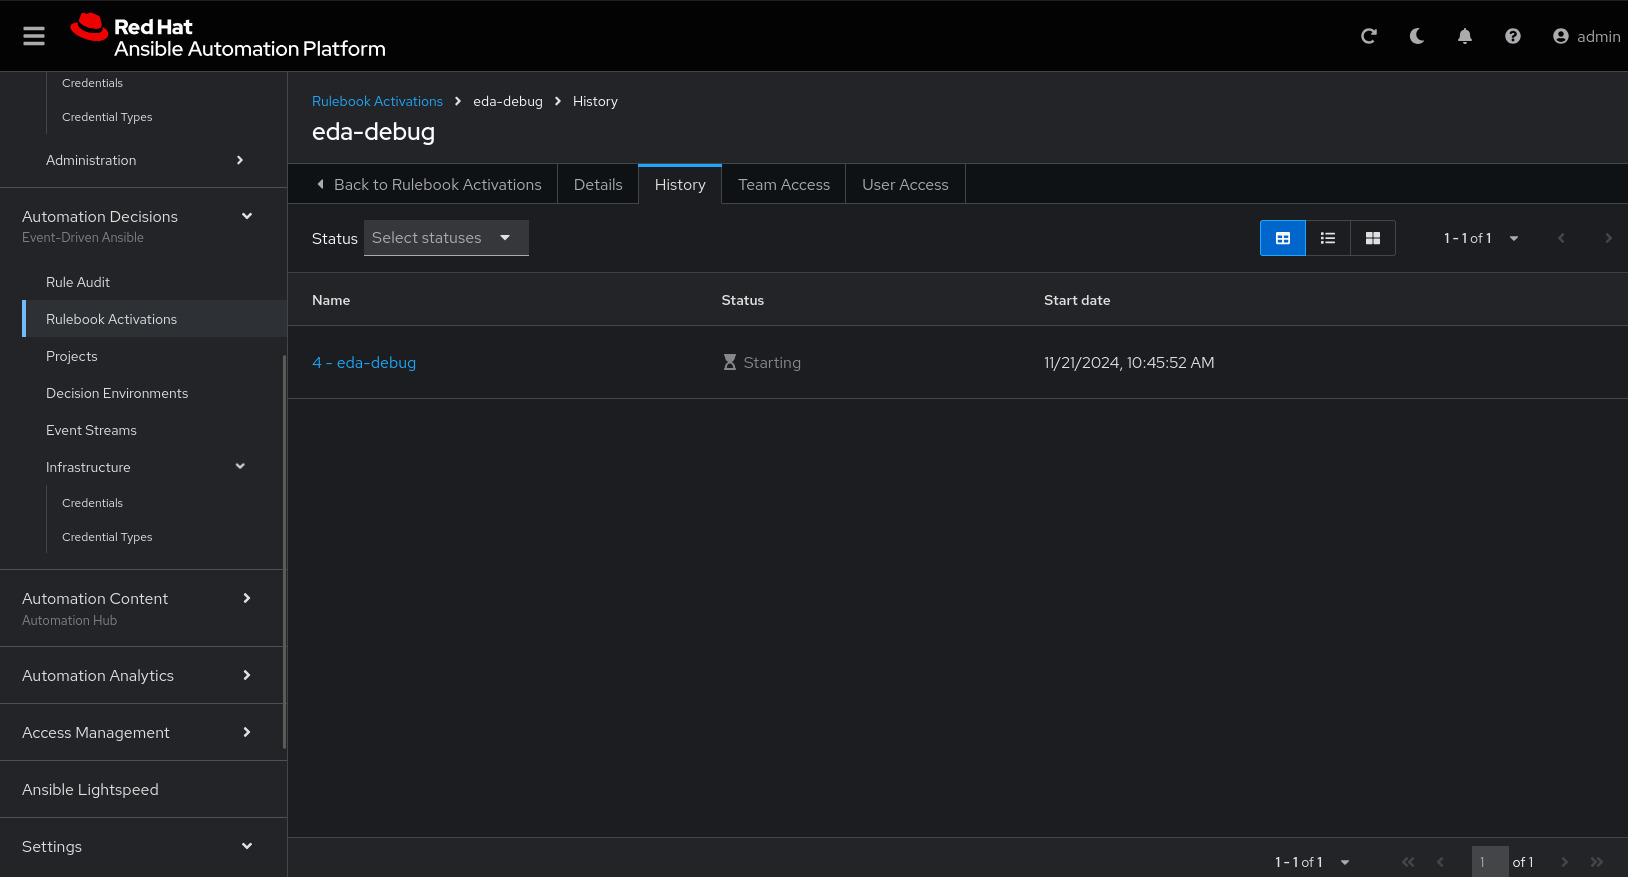 Red Hat
Ansible Automation Platform
admin
Credentials
Credential Types
Administration
Automation Decisions
Event-Driven Ansible
Rule Audit
Rulebook Activations
Projects
Decision Environments
Event Streams
Infrastructure
Credentials
Credential Types
Automation Content
Automation Hub
Automation Analytics
Access Management
Ansible Lightspeed
Settings
Rulebook Activations eda-debug History
eda-debug
Back to Rulebook Activations Details History Team Access User Access
Status Select statuses 1 - 1 of 1
Name Status Start date
4 - eda-debug Starting 11/21/2024, 10:45:52 AM
1 - 1 of 1 1 of 1